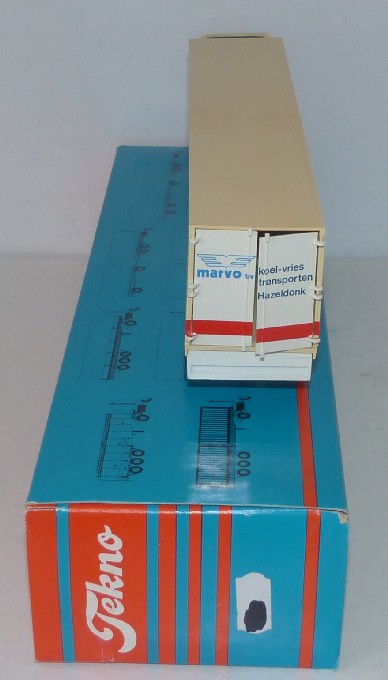 marvo bv
koel-vries
transporten
Hazeldonk
Tekno